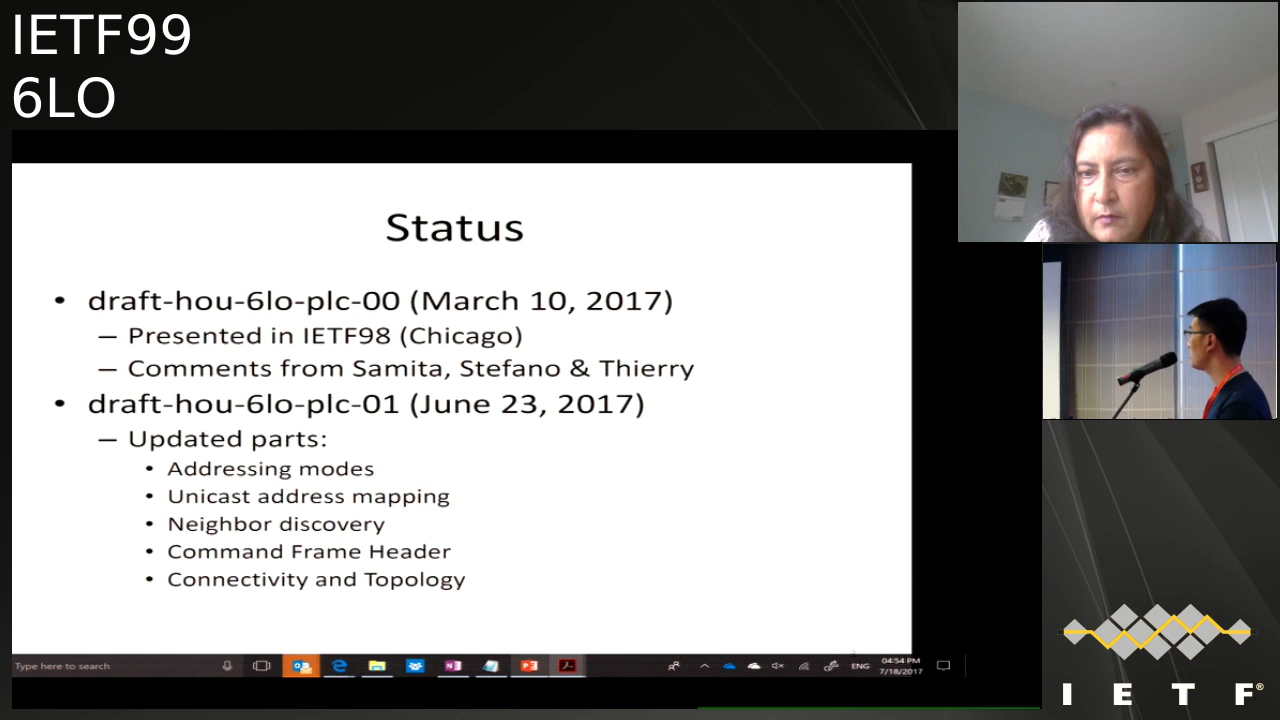 IETF99
6LO
Status
• draft-hou-6lo-plc-00 (March 10, 2017)
– Presented in IETF98 (Chicago)
– Comments from Samita, Stefano & Thierry
• draft-hou-6lo-plc-01 (June 23, 2017)
– Updated parts:
• Addressing modes
• Unicast address mapping
• Neighbor discovery
• Command Frame Header
• Connectivity and Topology
Type here to search
ENG
04:54 PM
7/18/2017
I E T F®